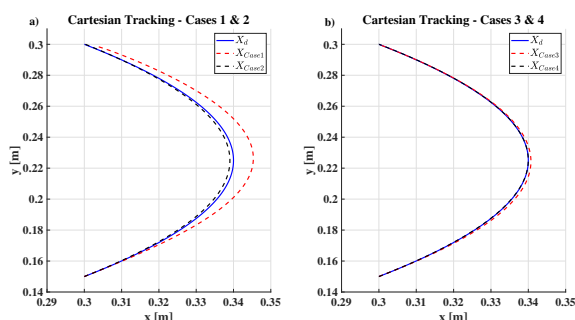 a)
Cartesian Tracking - Cases 1 & 2
X_d
X_Case1
X_Case2
y [m]
0.3
0.28
0.26
0.24
0.22
0.2
0.18
0.16
0.14
0.29
0.3
0.31
0.32
0.33
0.34
0.35
x [m]
b)
Cartesian Tracking - Cases 3 & 4
X_d
X_Case3
X_Case4
y [m]
0.3
0.28
0.26
0.24
0.22
0.2
0.18
0.16
0.14
0.29
0.3
0.31
0.32
0.33
0.34
0.35
x [m]